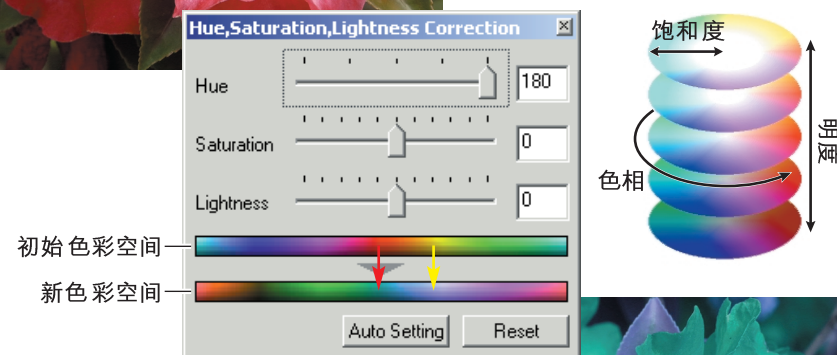 Hue,Saturation,Lightness Correction
Hue
180
Saturation
0
Lightness
0
初始色彩空间
新色彩空间
Auto Setting
Reset
饱和度
明度
色相